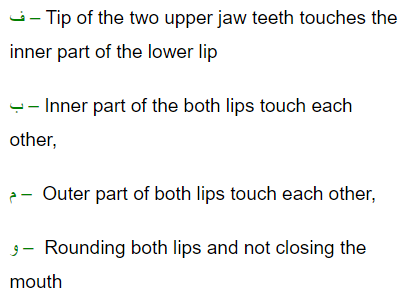 ف – Tip of the two upper jaw teeth touches the
inner part of the lower lip
ب – Inner part of the both lips touch each
other,
م – Outer part of both lips touch each other,
و – Rounding both lips and not closing the
mouth